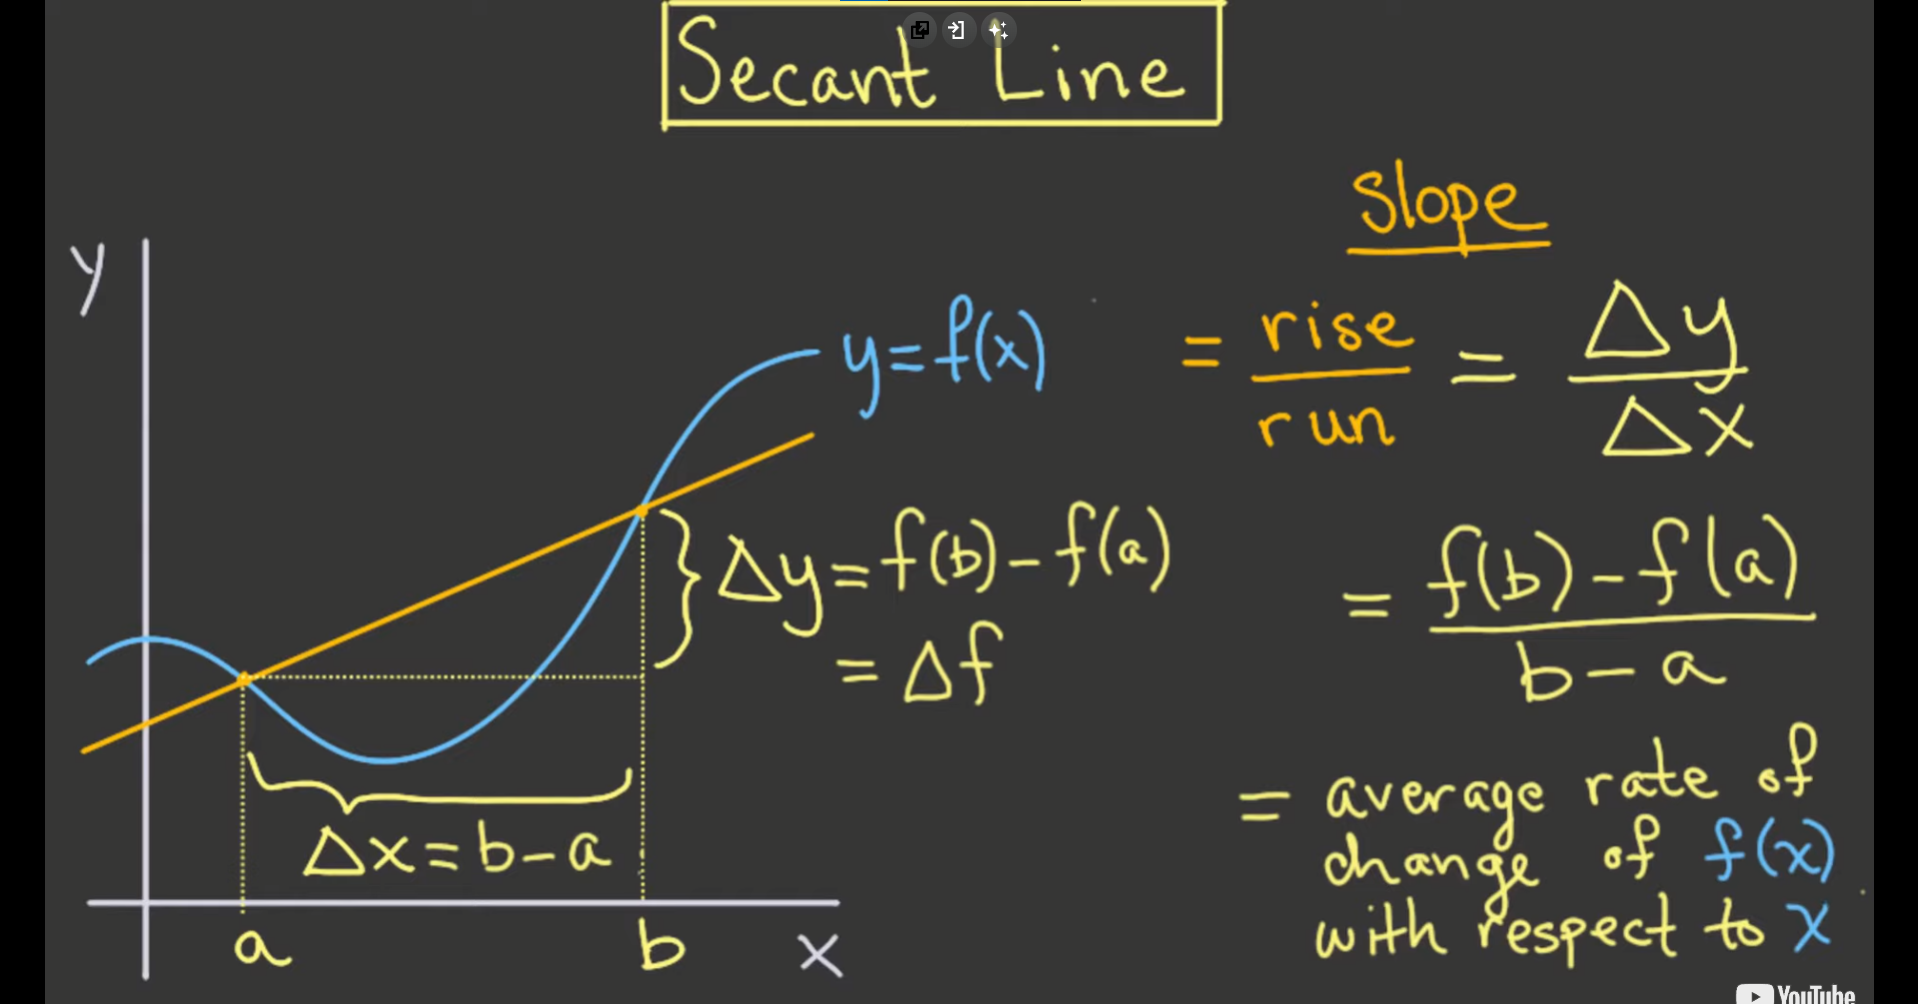 Secant Line
slope
= rise/run = Δy/Δx
y
y = f(x)
Δy = f(b) - f(a)
= Δf
= f(b) - f(a)/b - a
Δx = b - a
= average rate of
change of f(x)
with respect to x
a b x
YouTube